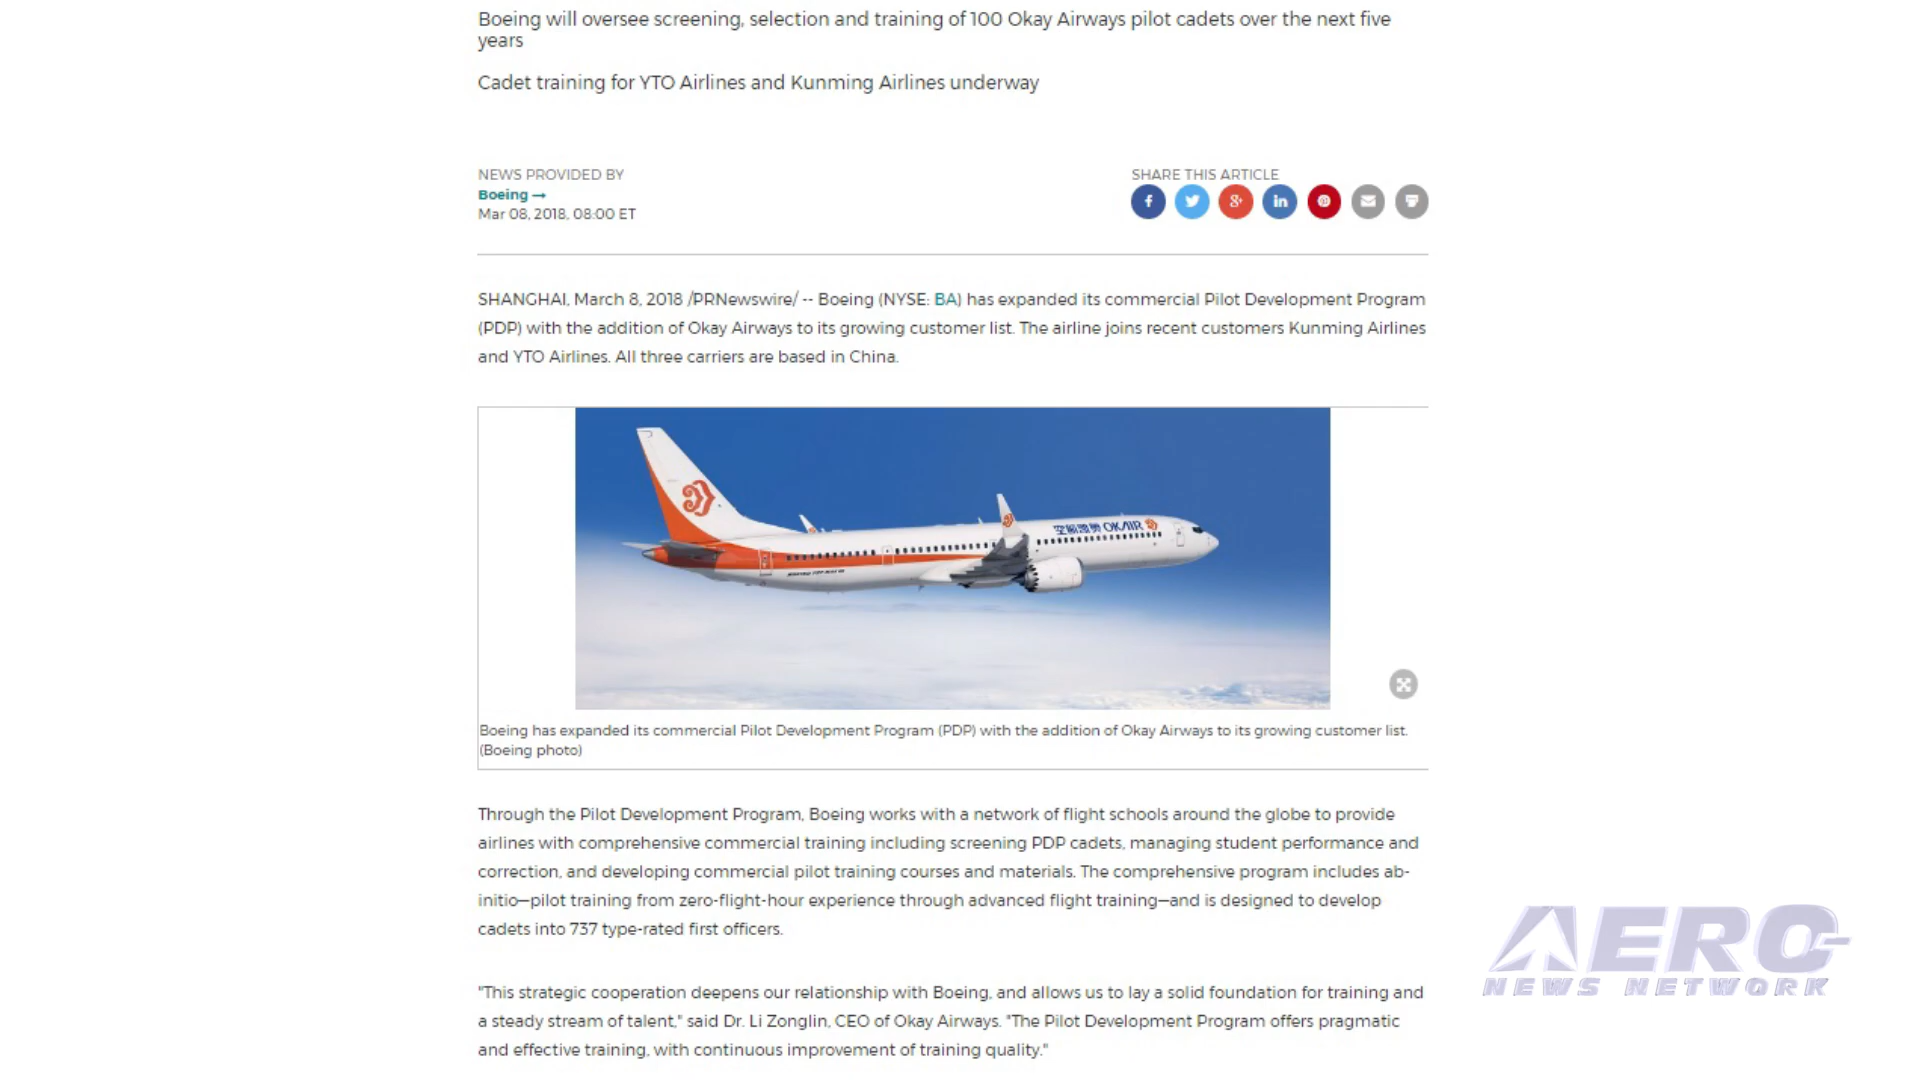 Boeing will oversee screening, selection and training of 100 Okay Airways pilot cadets over the next five
years
Cadet training for YTO Airlines and Kunming Airlines underway
NEWS PROVIDED BY
Boeing →
Mar 08, 2018, 08:00 ET
SHARE THIS ARTICLE
SHANGHAI, March 8, 2018 /PRNewswire/ -- Boeing (NYSE: BA) has expanded its commercial Pilot Development Program
(PDP) with the addition of Okay Airways to its growing customer list. The airline joins recent customers Kunming Airlines
and YTO Airlines. All three carriers are based in China.
OKAIR
Boeing has expanded its commercial Pilot Development Program (PDP) with the addition of Okay Airways to its growing customer list.
(Boeing photo)
Through the Pilot Development Program, Boeing works with a network of flight schools around the globe to provide
airlines with comprehensive commercial training including screening PDP cadets, managing student performance and
correction, and developing commercial pilot training courses and materials. The comprehensive program includes ab-
initio—pilot training from zero-flight-hour experience through advanced flight training—and is designed to develop
cadets into 737 type-rated first officers.
"This strategic cooperation deepens our relationship with Boeing, and allows us to lay a solid foundation for training and
a steady stream of talent," said Dr. Li Zonglin, CEO of Okay Airways. "The Pilot Development Program offers pragmatic
and effective training, with continuous improvement of training quality."
AERO
NEWS NETWORK